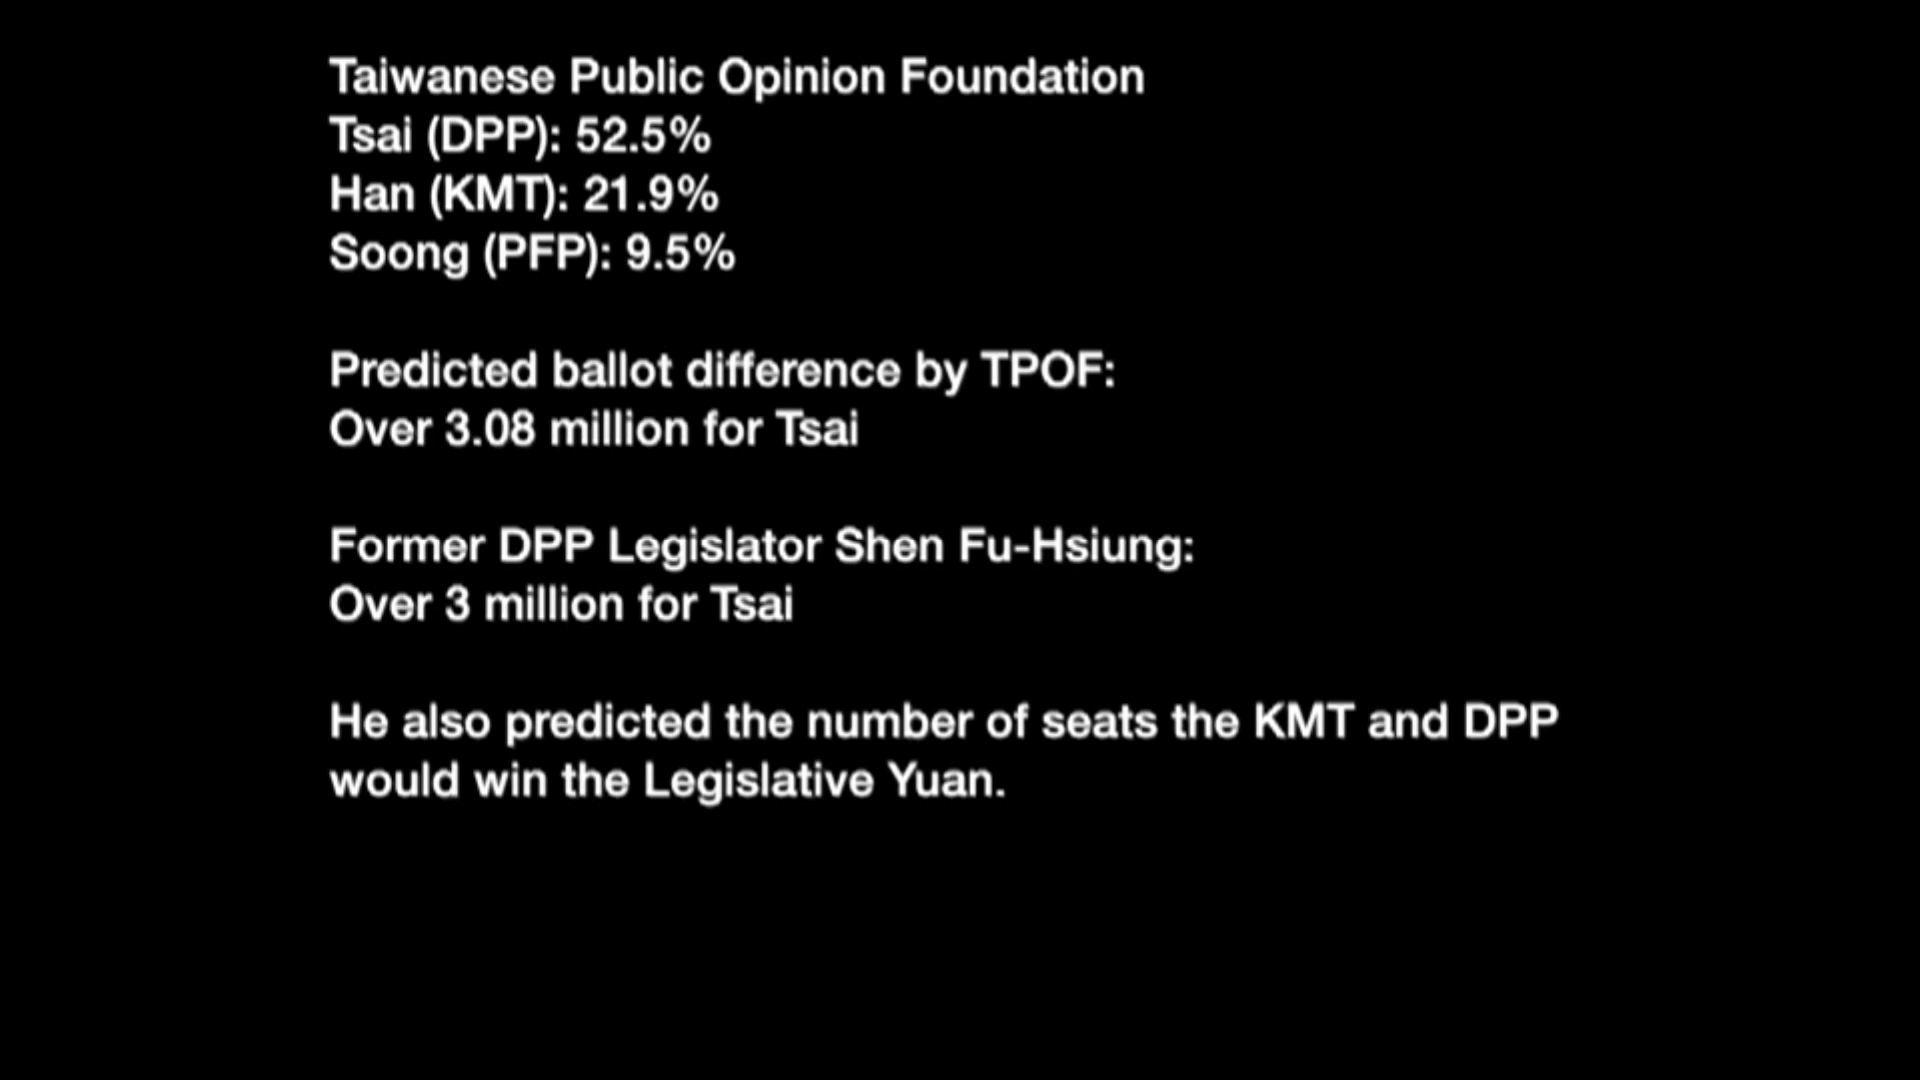 Taiwanese Public Opinion Foundation
Tsai (DPP): 52.5%
Han (KMT): 21.9%
Soong (PFP): 9.5%
Predicted ballot difference by TPOF:
Over 3.08 million for Tsai
Former DPP Legislator Shen Fu-Hsiung:
Over 3 million for Tsai
He also predicted the number of seats the KMT and DPP
would win the Legislative Yuan.